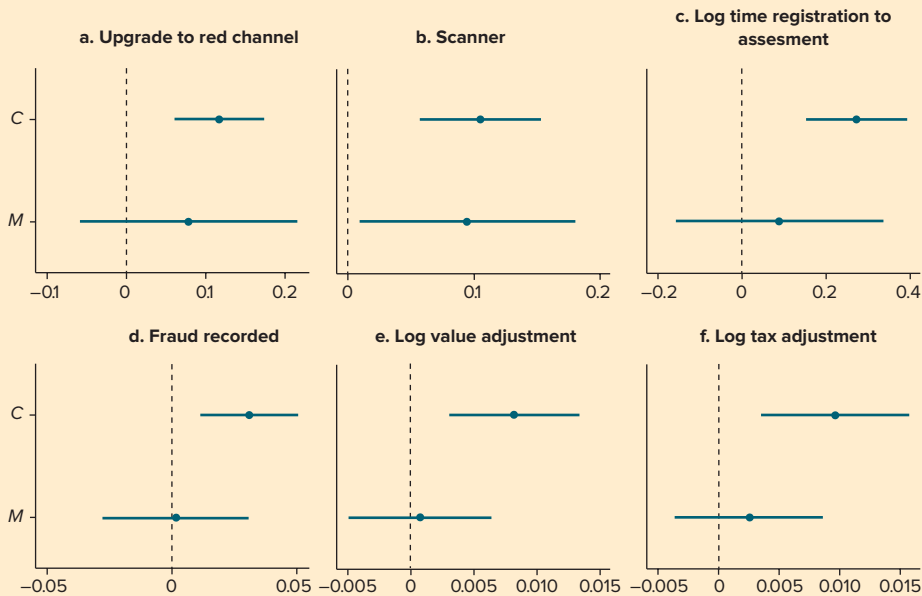 a. Upgrade to red channel
b. Scanner
c. Log time registration to
assesment
C
M
–0.1 0 0.1 0.2
0 0.1 0.2
–0.2 0 0.2 0.4
d. Fraud recorded
e. Log value adjustment
f. Log tax adjustment
C
M
–0.05 0 0.05
–0.005 0 0.005 0.010 0.015
–0.005 0 0.005 0.010 0.015